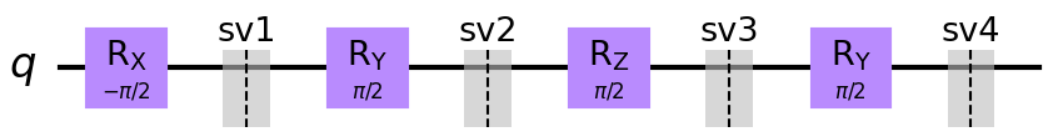 sv1 sv2 sv3 sv4
q R_X R_Y R_Z R_Y
−π/2 π/2 π/2 π/2